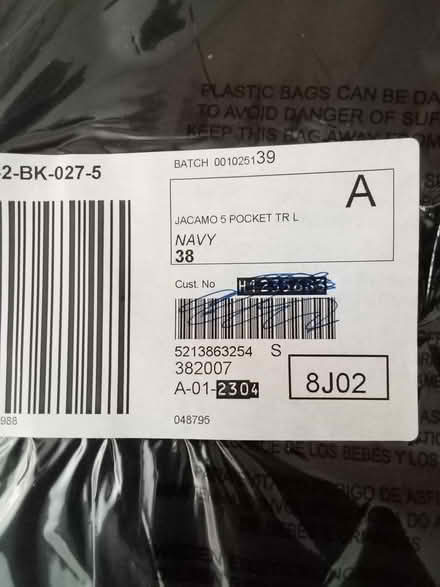 PLASTIC BAGS CAN BE DA
TO AVOID DANGER OF SUF
KEEP THIS BAG AWAY FROM
-2-BK-027-5
BATCH 001025139
A
JACAMO 5 POCKET TR L
NAVY
38
Cust. No
5213863254 S
382007
A-01-2304
8J02
988
048795
DE LOS BEBÉS Y LOS